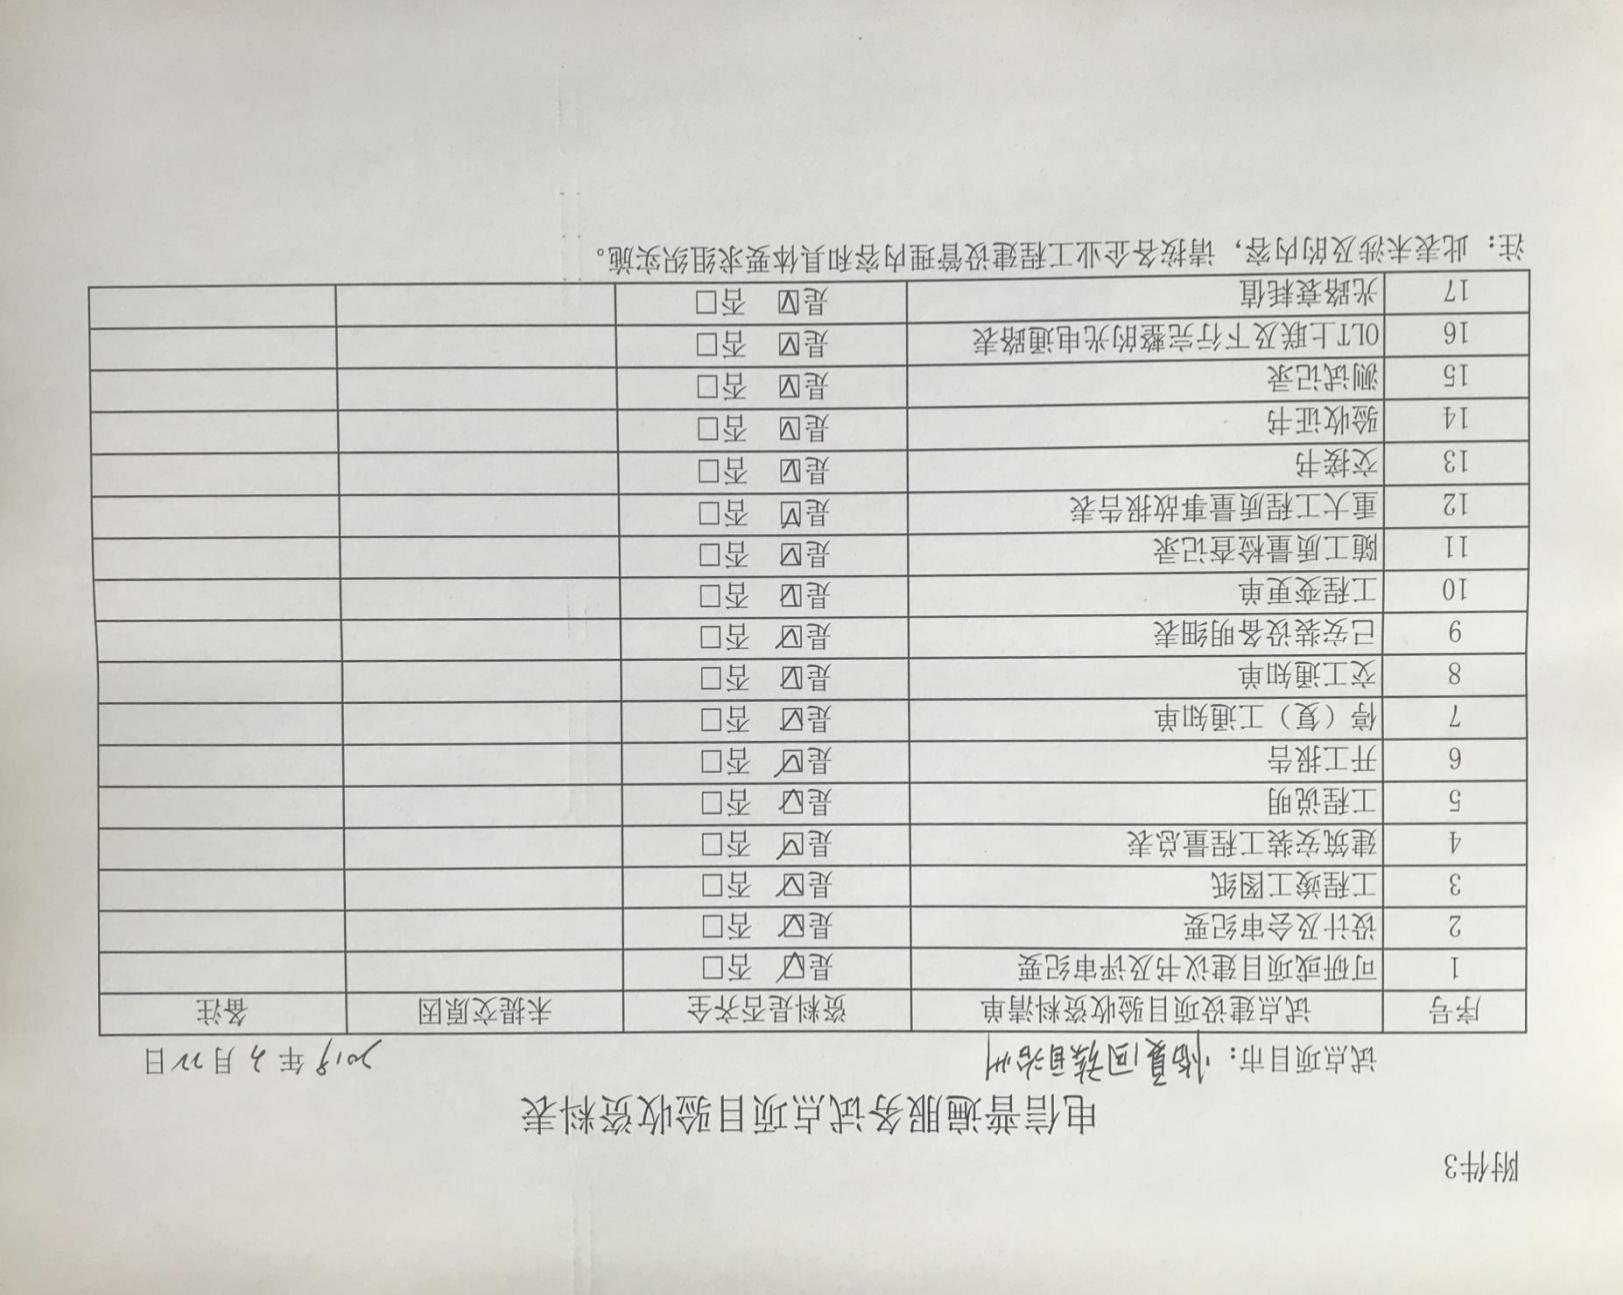 附件3
电信普遍服务试点项目验收资料表
试点项目市：临夏回族自治州 2019年3月22日
序号 试点建设项目验收资料清单 资料是否齐全 未提交原因 备注
1 可研或项目建议书及评审纪要 是☑ 否□
2 设计及会审纪要 是☑ 否□
3 工程竣工图纸 是☑ 否□
4 建筑安装工程量总表 是☑ 否□
5 工程说明 是☑ 否□
6 开工报告 是☑ 否□
7 停（复）工通知单 是☑ 否□
8 交工通知单 是☑ 否□
9 已安装设备明细表 是☑ 否□
10 工程变更单 是☑ 否□
11 随工质量检查记录 是☑ 否□
12 重大工程质量事故报告表 是☑ 否□
13 交接书 是☑ 否□
14 验收证书 是☑ 否□
15 测试记录 是☑ 否□
16 OLT上联及下行完整的光电通路表 是☑ 否□
17 光路衰耗值 是☑ 否□
注：此表未涉及的内容，请按各企业工程建设管理内容和具体要求组织实施。